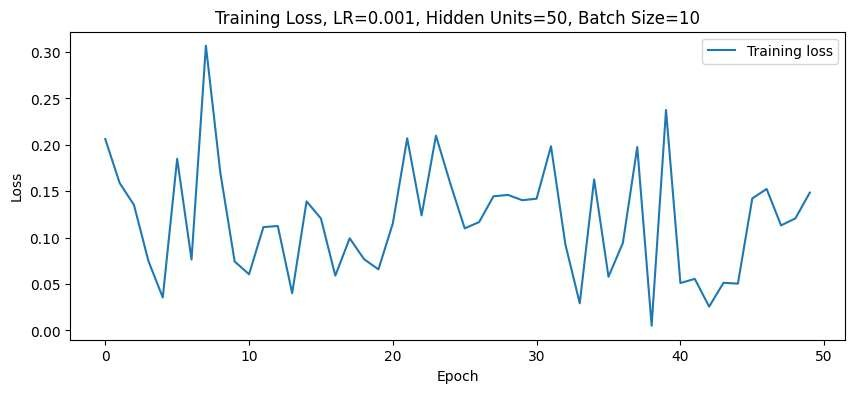 Training Loss, LR=0.001, Hidden Units=50, Batch Size=10
Training loss
0.30
0.25
0.20
0.15
0.10
0.05
0.00
Loss
0 10 20 30 40 50
Epoch